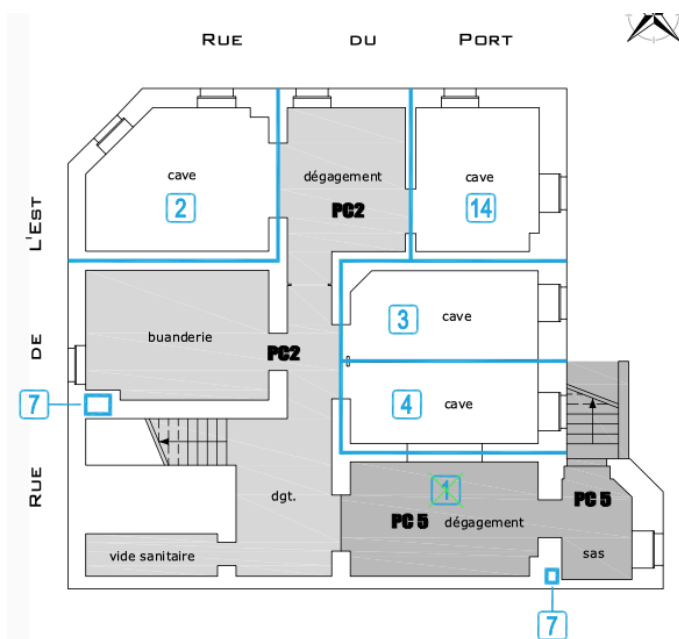 RUE DU PORT
cave
2
dégagement
PC2
cave
14
RUE DE L'EST
buanderie
PC2
3
cave
4
cave
7
dgt.
1
PC 5
dégagement
PC 5
sas
vide sanitaire
7